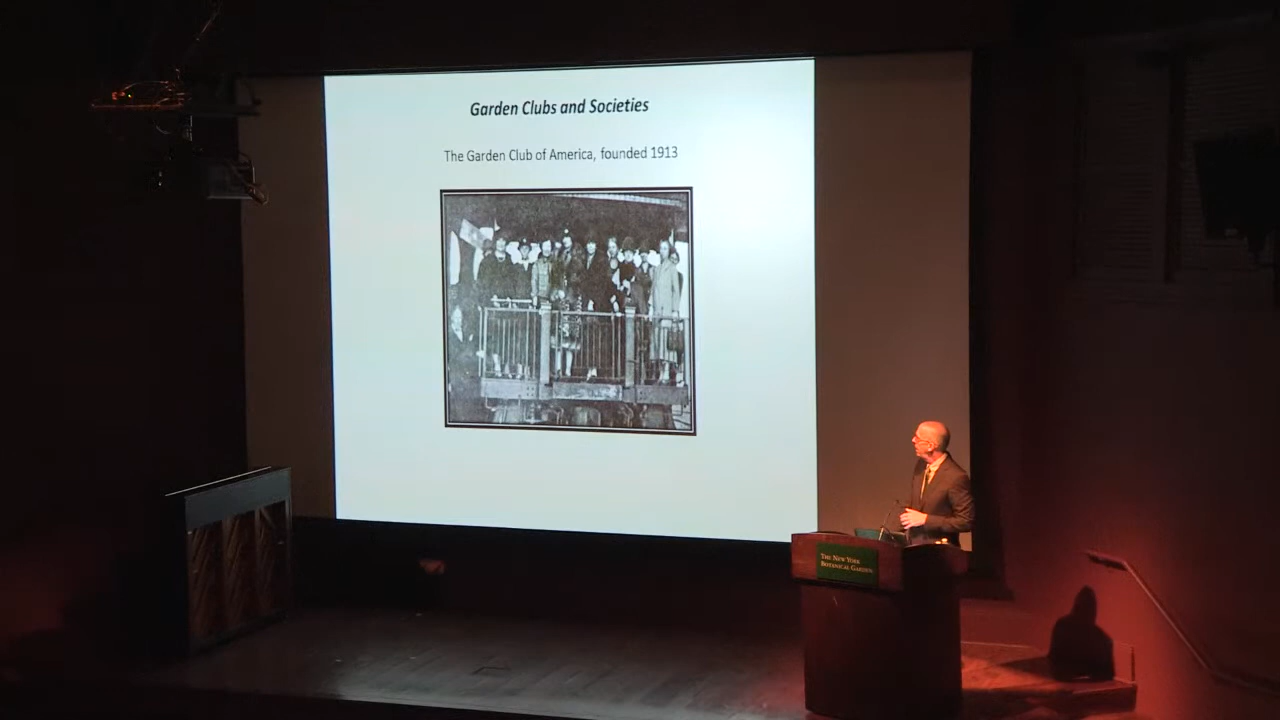 Garden Clubs and Societies
The Garden Club of America, founded 1913
THE NEW YORK
BOTANICAL GARDEN